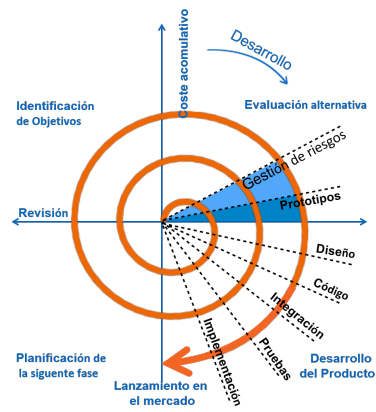 Desarrollo
Coste acomulativo
Identificación
de Objetivos
Evaluación alternativa
Gestión de riesgos
Prototipos
Revisión
Diseño
Código
Integración
Pruebas
Implementación
Planificación de
la siguente fase
Desarrollo
del Producto
Lanzamiento en
el mercado